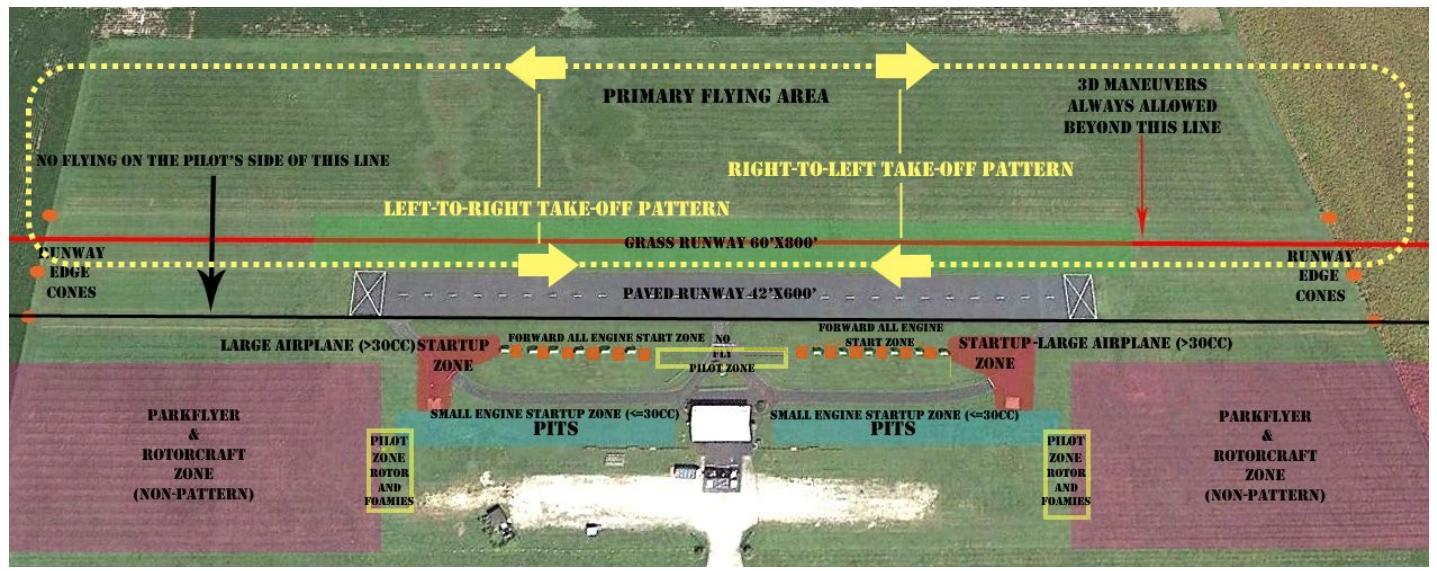 PRIMARY FLYING AREA
3D MANEUVERS
ALWAYS ALLOWED
BEYOND THIS LINE
NO FLYING ON THE PILOT'S SIDE OF THIS LINE
RIGHT-TO-LEFT TAKE-OFF PATTERN
LEFT-TO-RIGHT TAKE-OFF PATTERN
GRASS RUNWAY 60'X800'
RUNWAY
EDGE
CONES
RUNWAY
EDGE
CONES
PAVED RUNWAY 42'X600'
LARGE AIRPLANE (>30CC)
STARTUP
ZONE
FORWARD ALL ENGINE START ZONE
NO
FLY
PILOT ZONE
FORWARD ALL ENGINE
START ZONE
STARTUP-LARGE AIRPLANE (>30CC)
ZONE
SMALL ENGINE STARTUP ZONE (<=30CC)
PITS
SMALL ENGINE STARTUP ZONE (<=30CC)
PITS
PARKFLYER
&
ROTORCRAFT
ZONE
(NON-PATTERN)
PILOT
ZONE
ROTOR
AND
FOAMIES
PILOT
ZONE
ROTOR
AND
FOAMIES
PARKFLYER
&
ROTORCRAFT
ZONE
(NON-PATTERN)